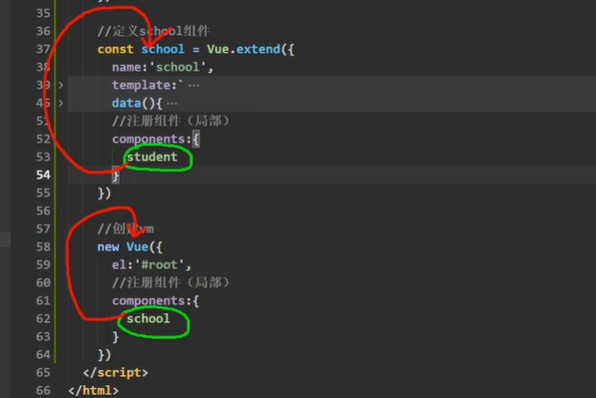 35
36 //定义school组件
37 const school = Vue.extend({
38 name:'school',
39 template:` ...
45 data(){ ...
51 //注册组件（局部）
52 components:{
53 student
54 }
55 })
56
57 //创建vm
58 new Vue({
59 el:'#root',
60 //注册组件（局部）
61 components:{
62 school
63 }
64 })
65 </script>
66 </html>